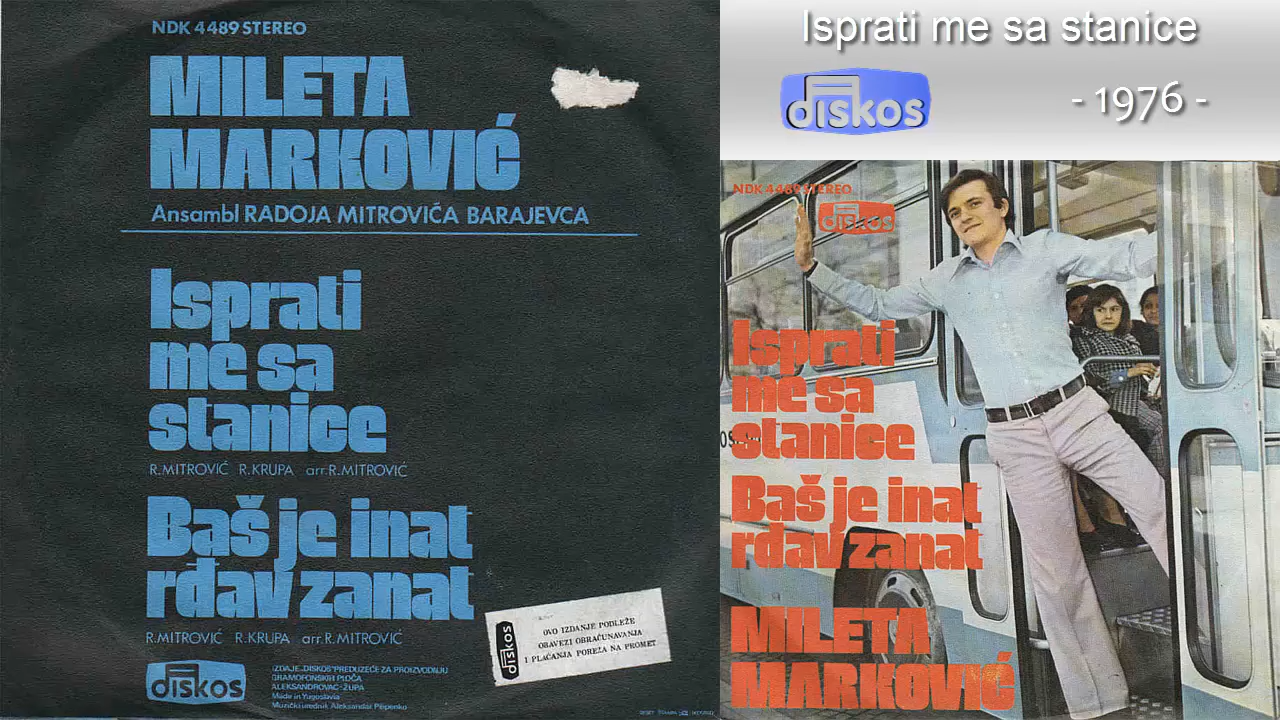 NDK 4489 STEREO
MILETA
MARKOVIĆ
Ansambl RADOJA MITROVIĆA BARAJEVCA
Isprati
me sa
stanice
R.MITROVIĆ R.KRUPA arr.R.MITROVIĆ
Baš je inat
rđav zanat
R.MITROVIĆ R.KRUPA arr.R.MITROVIĆ
diskos
IZDAJE „DISKOS" PREDUZEĆE ZA PROIZVODNJU
GRAMOFONSKIH PLOČA
ALEKSANDROVAC-ŽUPA
Made in Yugoslavia
Muzički urednik Aleksandar Pilipenko
diskos
OVO IZDANJE PODLEŽE
OBAVEZI OBRAČUNAVANJA
I PLAĆANJA POREZA NA PROMET
Isprati me sa stanice
diskos
- 1976 -
NDK 4489 STEREO
diskos
Isprati
me sa
stanice
Baš je inat
rđav zanat
MILETA
MARKOVIĆ